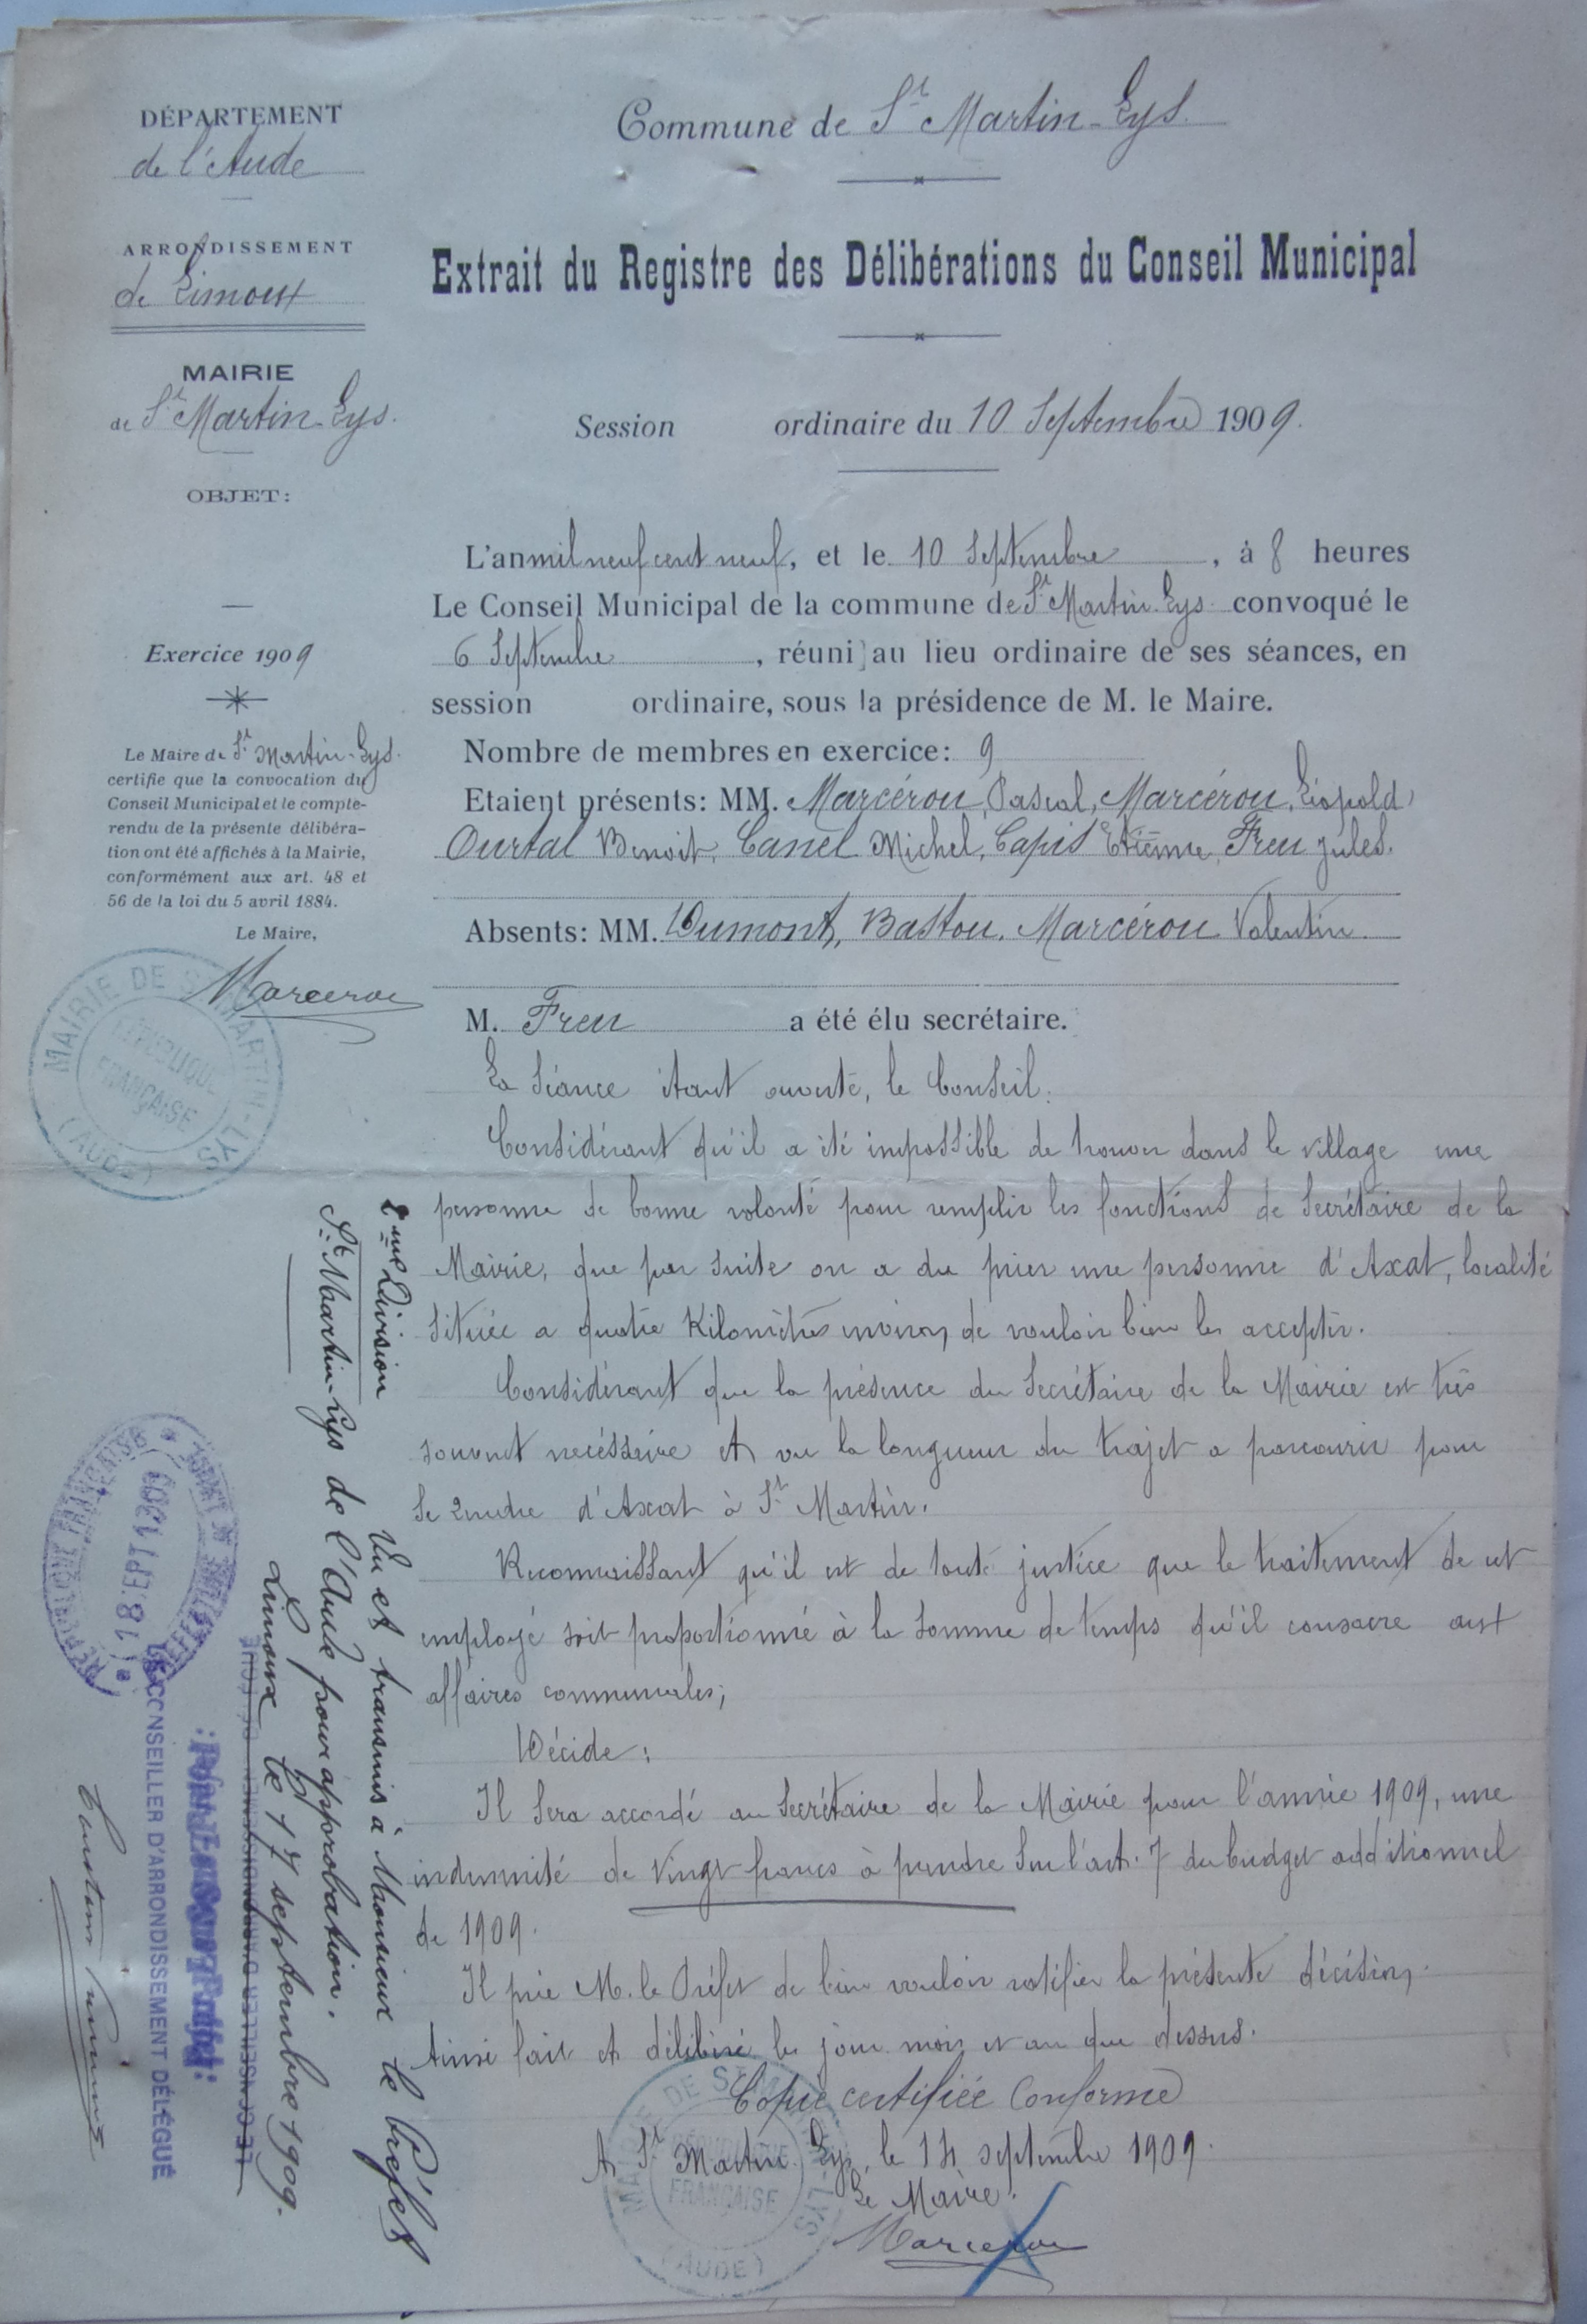 DÉPARTEMENT
de l'Aude
ARRONDISSEMENT
de Limoux
MAIRIE
de St Martin-Lys.
OBJET:
Exercice 1909
Le Maire de St Martin-Lys.
certifie que la convocation du
Conseil Municipal et le compte-
rendu de la présente délibéra-
tion ont été affichés à la Mairie,
conformément aux art. 48 et
56 de la loi du 5 avril 1884.
Le Maire,
Marcerou
MAIRIE DE ST MARTIN-LYS
RÉPUBLIQUE
FRANÇAISE
(AUDE)
Commune de St Martin-Lys.
Extrait du Registre des Délibérations du Conseil Municipal
Session ordinaire du 10 Septembre 1909.
L'an mil neuf cent neuf, et le 10 Septembre, à 8 heures
Le Conseil Municipal de la commune de St Martin-Lys convoqué le
6 Septembre, réuni au lieu ordinaire de ses séances, en
session ordinaire, sous la présidence de M. le Maire.
Nombre de membres en exercice: 9
Etaient présents: MM. Marcérou Pascal, Marcérou Léopold,
Ourtal Benoit, Canel Michel, Capis Etienne, Freu Jules.
Absents: MM. Dumont, Bastou, Marcérou Valentin.
M. Freu a été élu secrétaire.
La Séance étant ouverte, le Conseil:
Considérant qu'il a été impossible de trouver dans le village une
personne de bonne volonté pour remplir les fonctions de Secrétaire de la
Mairie, que par suite on a du prier une personne d'Axat, localité
située a quatre Kilomètres environ, de vouloir bien les accepter.
Considérant que la présence du Secrétaire de la Mairie est très
souvent necéssaire et vu la longueur du trajet a parcourir pour
se rendre d'Axat à St Martin.
Reconnaissant qu'il est de toute justice que le traitement de cet
employé soit proportionné à la somme de temps qu'il consacre aux
affaires communales;
Décide:
Il sera accordé au Secrétaire de la Mairie pour l'année 1909, une
indemnité de vingt francs à prendre sur l'art. 7 du budget additionnel
de 1909.
Il prie M. le Préfet de bien vouloir ratifier la présente décision.
Ainsi fait et délibéré les jour mois et an que dessus.
Copie certifiée Conforme
A St Martin-Lys, le 14 septembre 1909.
Le Maire.
Marcerou
MAIRIE DE ST MARTIN-LYS
RÉPUBLIQUE
FRANÇAISE
(AUDE)
2me Division
St Martin-Lys
Vu et transmis à Monsieur le Préfet
de l'Aude pour approbation.
Limoux le 17 septembre 1909.
LE CONSEILLER D'ARRONDISSEMENT DÉLÉGUÉ
Pour le Sous-Préfet:
LE CONSEILLER D'ARRONDISSEMENT DÉLÉGUÉ
RÉPUBLIQUE FRANÇAISE
18 SEPT 1909